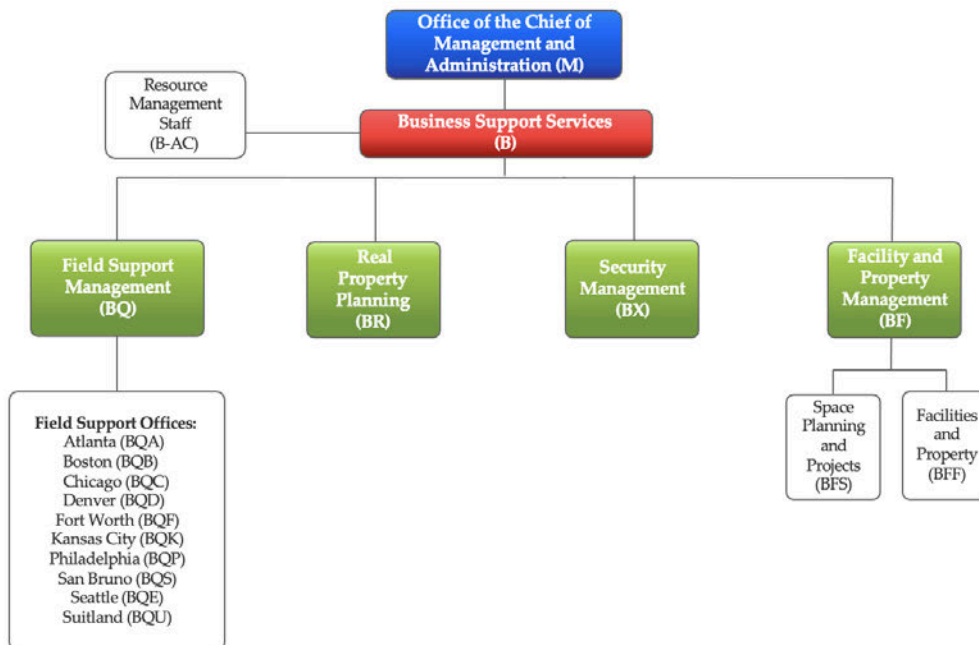 Office of the Chief of
Management and
Administration (M)
Resource
Management
Staff
(B-AC)
Business Support Services
(B)
Field Support
Management
(BQ)
Real
Property
Planning
(BR)
Security
Management
(BX)
Facility and
Property
Management
(BF)
Field Support Offices:
Atlanta (BQA)
Boston (BQB)
Chicago (BQC)
Denver (BQD)
Fort Worth (BQF)
Kansas City (BQK)
Philadelphia (BQP)
San Bruno (BQS)
Seattle (BQE)
Suitland (BQU)
Space
Planning
and
Projects
(BFS)
Facilities
and
Property
(BFF)